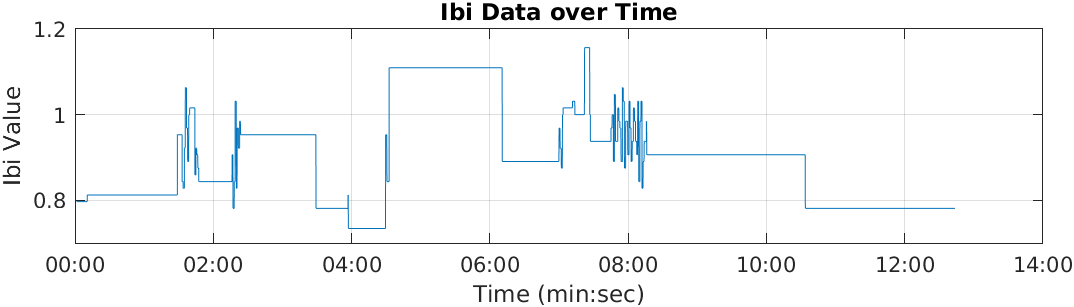 Ibi Data over Time
Ibi Value
1.2
1
0.8
00:00 02:00 04:00 06:00 08:00 10:00 12:00 14:00
Time (min:sec)